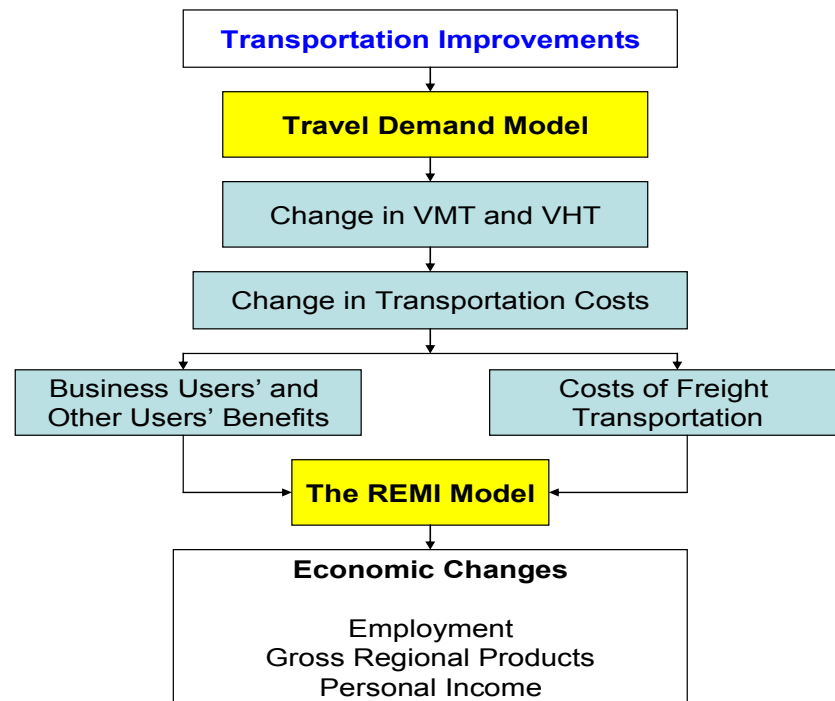 Transportation Improvements
Travel Demand Model
Change in VMT and VHT
Change in Transportation Costs
Business Users’ and
Other Users’ Benefits
Costs of Freight
Transportation
The REMI Model
Economic Changes
Employment
Gross Regional Products
Personal Income